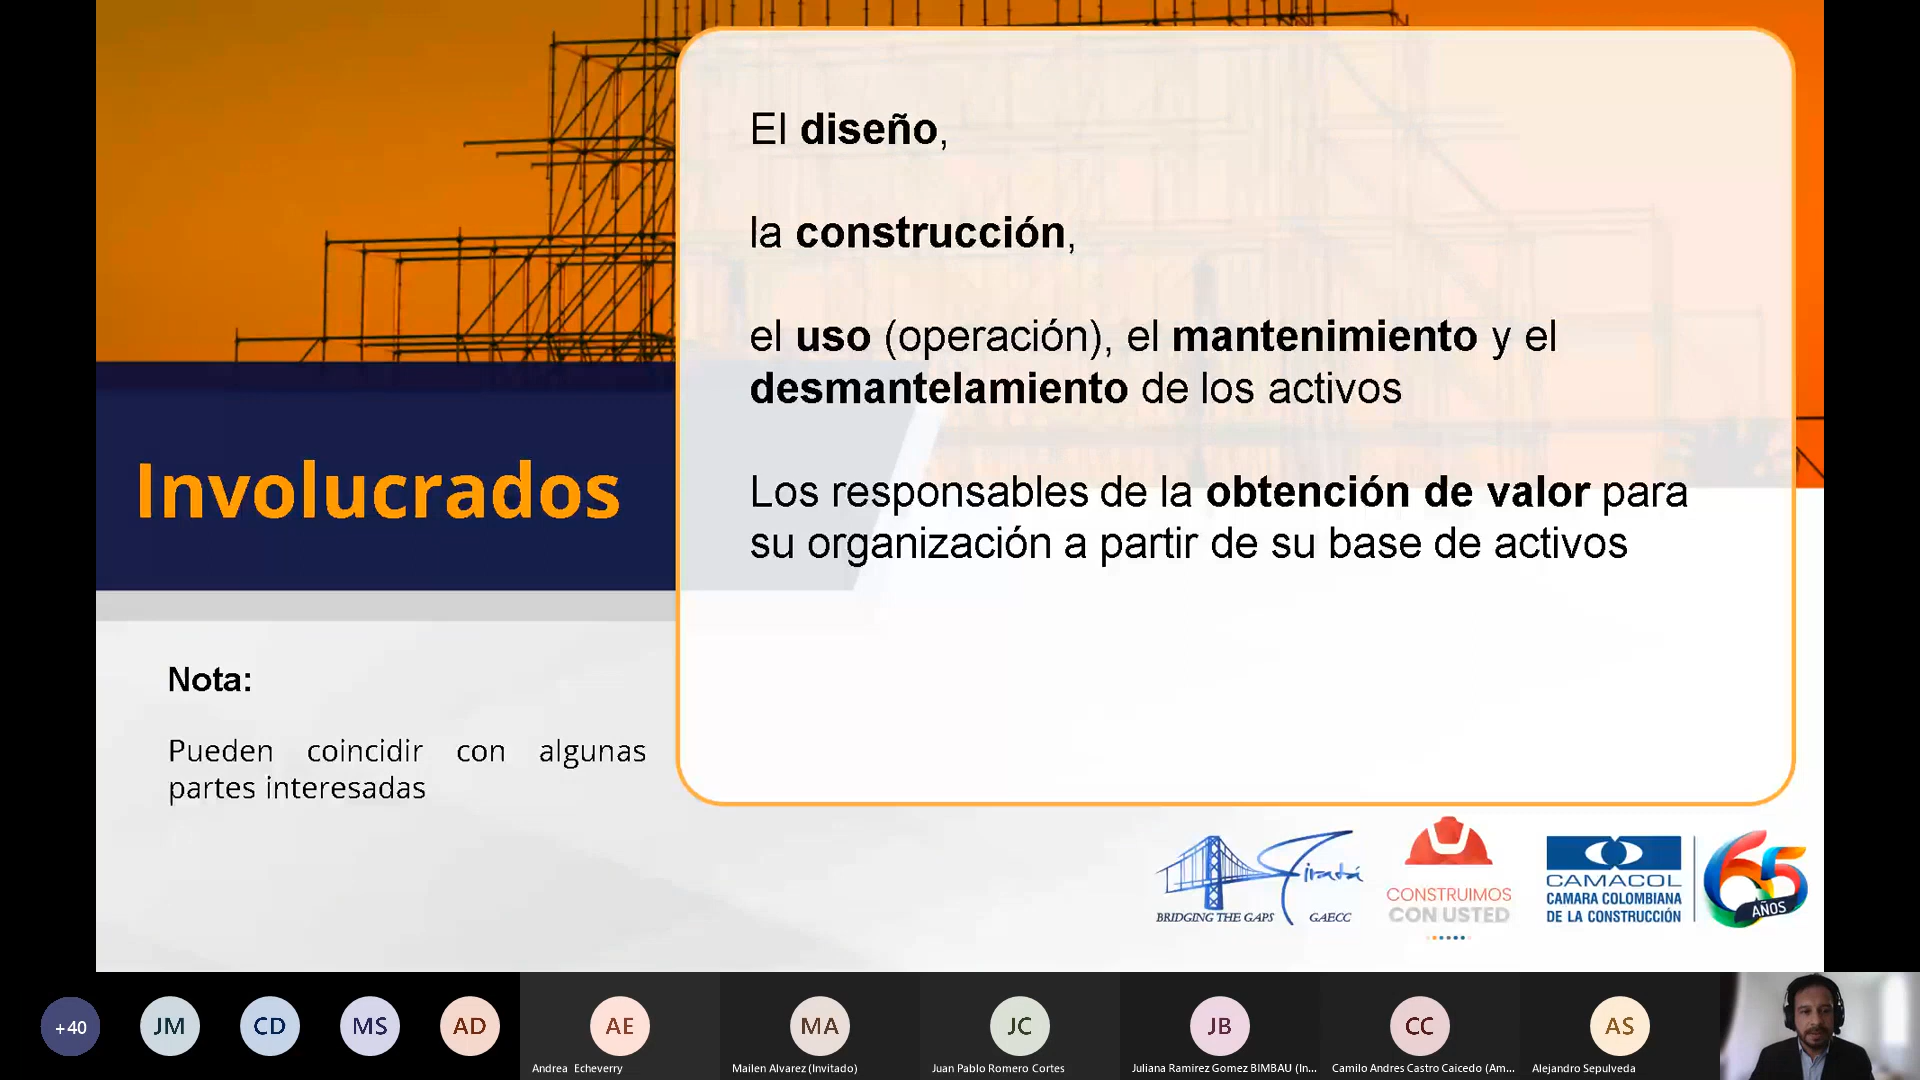 El diseño,
la construcción,
el uso (operación), el mantenimiento y el
desmantelamiento de los activos
Los responsables de la obtención de valor para
su organización a partir de su base de activos
Involucrados
Nota:
Pueden coincidir con algunas
partes interesadas
Firatá
BRIDGING THE GAPS GAECC
CONSTRUIMOS
CON USTED
CAMACOL
CAMARA COLOMBIANA
DE LA CONSTRUCCIÓN
65
AÑOS
+40
JM
CD
MS
AD
AE
MA
JC
JB
CC
AS
Andrea Echeverry
Mailen Alvarez (Invitado)
Juan Pablo Romero Cortes
Juliana Ramirez Gomez BIMBAU (In...
Camilo Andres Castro Caicedo (Am...
Alejandro Sepulveda